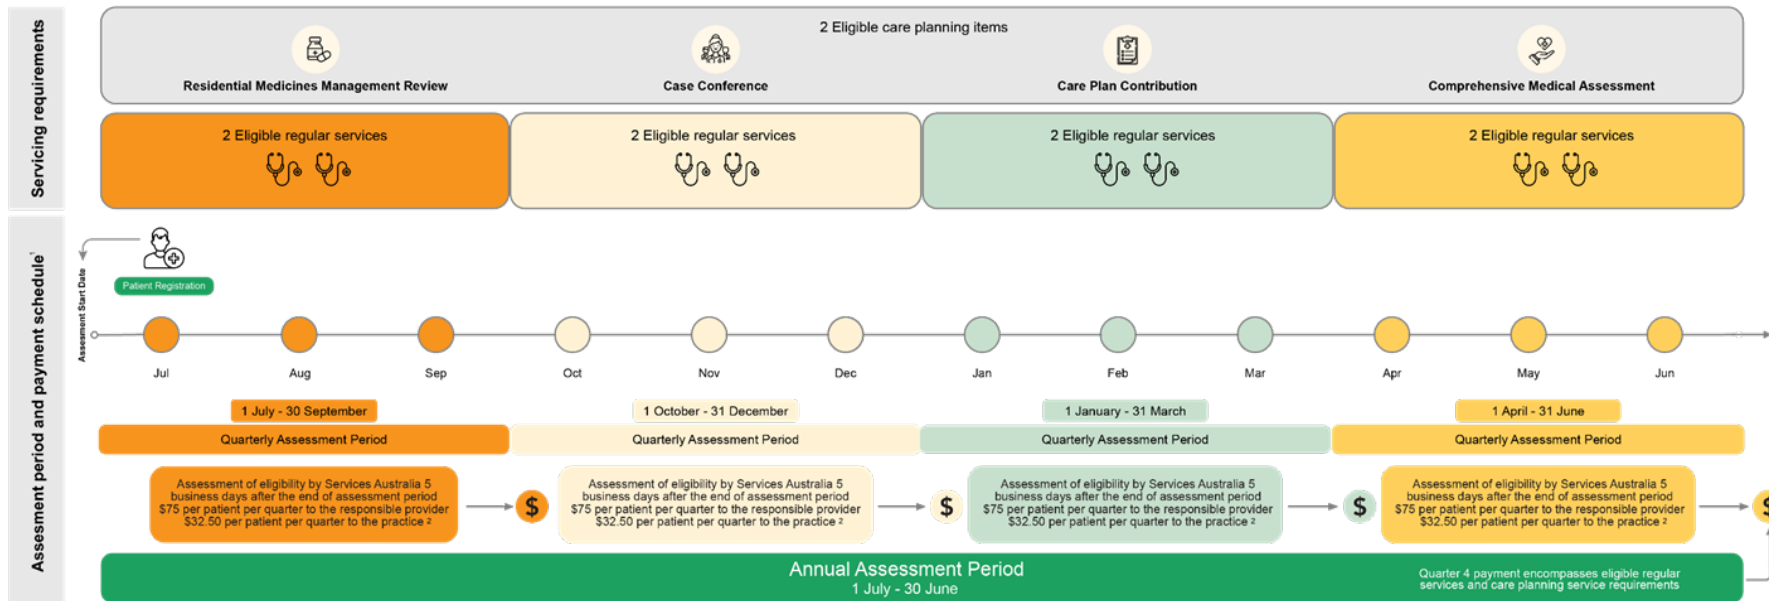 Servicing requirements
2 Eligible care planning items
Residential Medicines Management Review
Case Conference
Care Plan Contribution
Comprehensive Medical Assessment
2 Eligible regular services
2 Eligible regular services
2 Eligible regular services
2 Eligible regular services
Assessment period and payment schedule¹
Assessment Start Date
Patient Registration
Jul
Aug
Sep
Oct
Nov
Dec
Jan
Feb
Mar
Apr
May
Jun
1 July - 30 September
1 October - 31 December
1 January - 31 March
1 April - 31 June
Quarterly Assessment Period
Quarterly Assessment Period
Quarterly Assessment Period
Quarterly Assessment Period
Assessment of eligibility by Services Australia 5
business days after the end of assessment period
$75 per patient per quarter to the responsible provider
$32.50 per patient per quarter to the practice ²
$
Assessment of eligibility by Services Australia 5
business days after the end of assessment period
$75 per patient per quarter to the responsible provider
$32.50 per patient per quarter to the practice ²
$
Assessment of eligibility by Services Australia 5
business days after the end of assessment period
$75 per patient per quarter to the responsible provider
$32.50 per patient per quarter to the practice ²
$
Assessment of eligibility by Services Australia 5
business days after the end of assessment period
$75 per patient per quarter to the responsible provider
$32.50 per patient per quarter to the practice ²
$
Annual Assessment Period
1 July - 30 June
Quarter 4 payment encompasses eligible regular
services and care planning service requirements